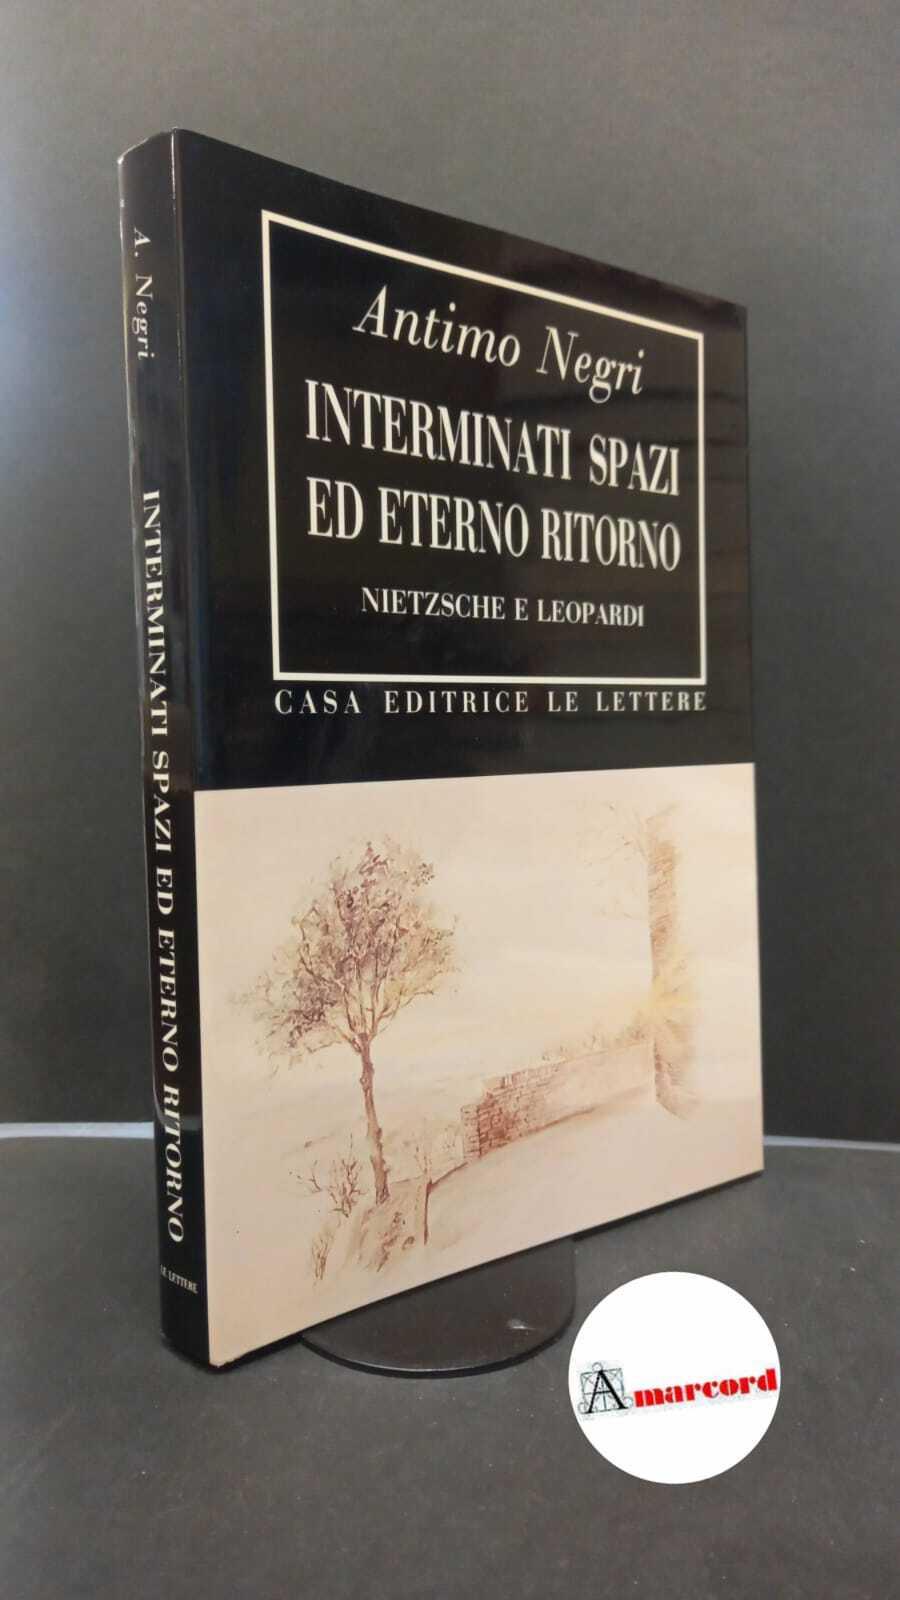 A. Negri
INTERMINATI SPAZI ED ETERNO RITORNO
LE LETTERE
Antimo Negri
INTERMINATI SPAZI
ED ETERNO RITORNO
NIETZSCHE E LEOPARDI
CASA EDITRICE LE LETTERE
Amarcord